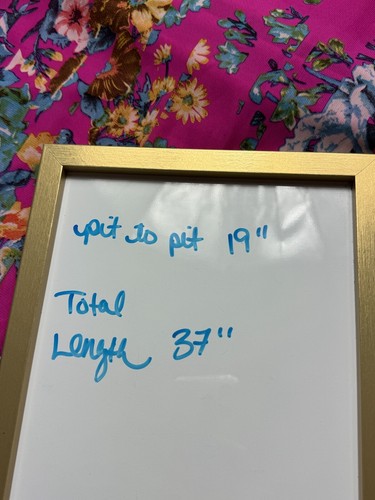 pit to pit 19"
Total
Length 37"